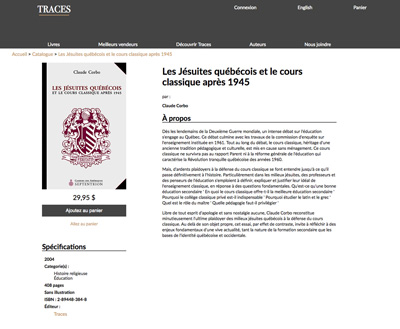 TRACES
Connexion
English
Panier
Livres
Meilleurs vendeurs
Découvrir Traces
Auteurs
Nous joindre
Accueil » Catalogue » Les Jésuites québécois et le cours classique après 1945
Claude Corbo
LES JÉSUITES QUÉBÉCOIS
ET LE COURS CLASSIQUE APRÈS 1945
SEPTENTRION
29,95 $
Ajoutez au panier
Allez au panier
Spécifications
2004
Catégorie(s) :
Histoire religieuse
Éducation
408 pages
Sans illustration
ISBN : 2-89448-384-8
Éditeur :
Traces
Les Jésuites québécois et le cours
classique après 1945
par :
Claude Corbo
À propos
Dès les lendemains de la Deuxième Guerre mondiale, un intense débat sur l'éducation
s'engage au Québec. Ce débat culmine avec les travaux de la commission d'enquête sur
l'enseignement instituée en 1961. Tout au long du débat, le cours classique, héritage d'une
ancienne tradition pédagogique et culturelle, est mis en cause sans ménagement. Ce cours
classique ne survivra pas au rapport Parent ni à la réforme générale de l'éducation qui
caractérise la Révolution tranquille québécoise des années 1960.
Mais, d'ardents plaidoyers à la défense du cours classique se font entendre jusqu'à ce qu'il
passe définitivement à l'histoire. Particulièrement dans les milieux jésuites, des professeurs et
des penseurs de l'éducation s'emploient à définir, expliquer et justifier leur idéal de
l'enseignement classique, en réponse à des questions fondamentales. Qu'est-ce qu'une bonne
éducation secondaire ˙ En quoi le cours classique offre-t-il la meilleure éducation secondaire ˙
Pourquoi le collège classique privé est-il indispensable ˙ Pourquoi étudier le latin et le grec ˙
Quel est le rôle du maître ˙ Quelle pédagogie faut-il privilégier ˙
Libre de tout esprit d'apologie et sans nostalgie aucune, Claude Corbo reconstitue
minutieusement l'ultime plaidoyer des milieux jésuites québécois à la défense du cours
classique. Au delà de son objet propre, cet essai, par effet de contraste, invite à réfléchir à des
enjeux fondamentaux d'une vive actualité, tant la nature de la formation secondaire que les
bases de l'identité québécoise et occidentale.